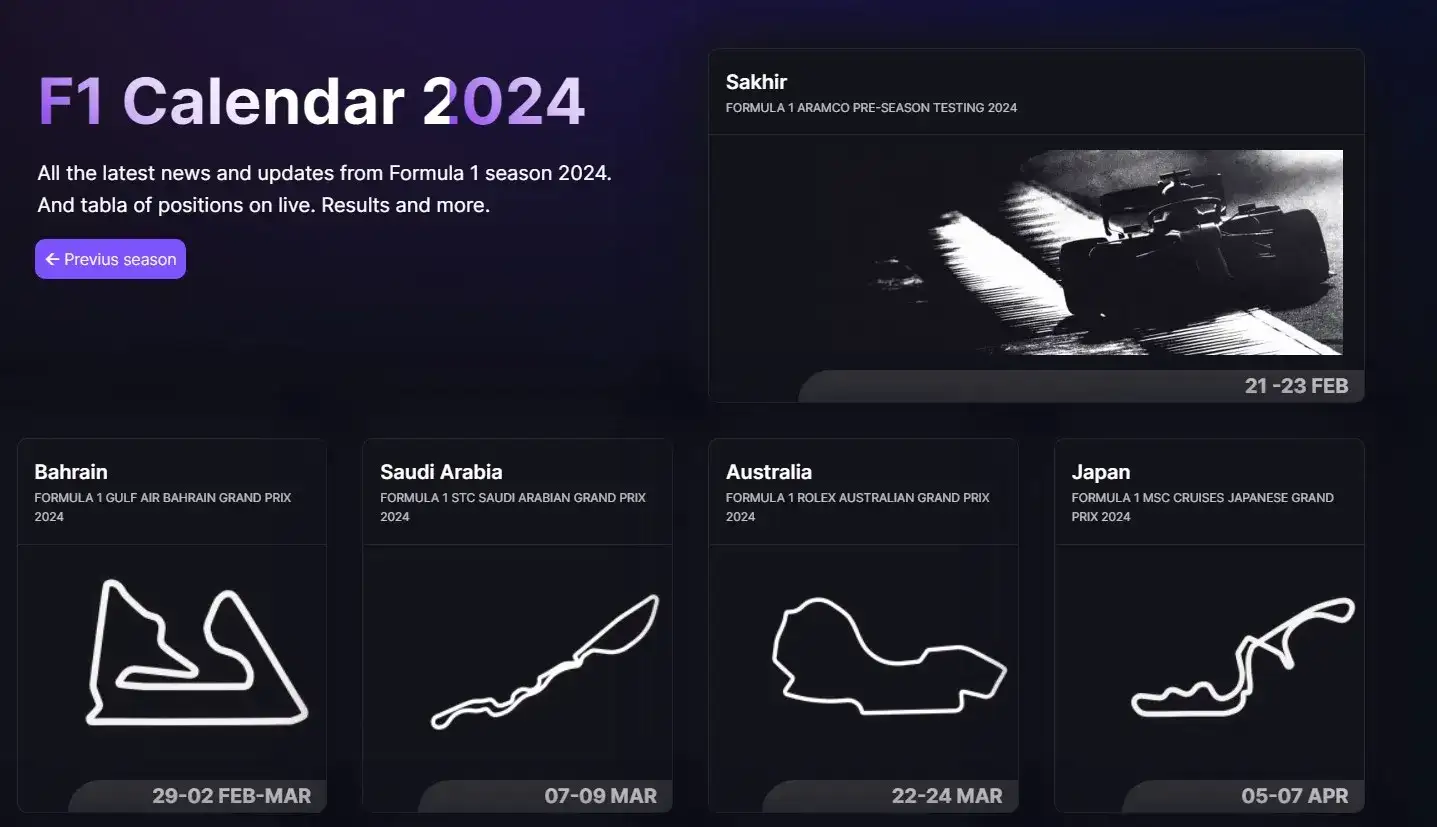 F1 Calendar 2024
All the latest news and updates from Formula 1 season 2024.
And tabla of positions on live. Results and more.
← Previus season
Sakhir
FORMULA 1 ARAMCO PRE-SEASON TESTING 2024
21 -23 FEB
Bahrain
FORMULA 1 GULF AIR BAHRAIN GRAND PRIX
2024
29-02 FEB-MAR
Saudi Arabia
FORMULA 1 STC SAUDI ARABIAN GRAND PRIX
2024
07-09 MAR
Australia
FORMULA 1 ROLEX AUSTRALIAN GRAND PRIX
2024
22-24 MAR
Japan
FORMULA 1 MSC CRUISES JAPANESE GRAND
PRIX 2024
05-07 APR